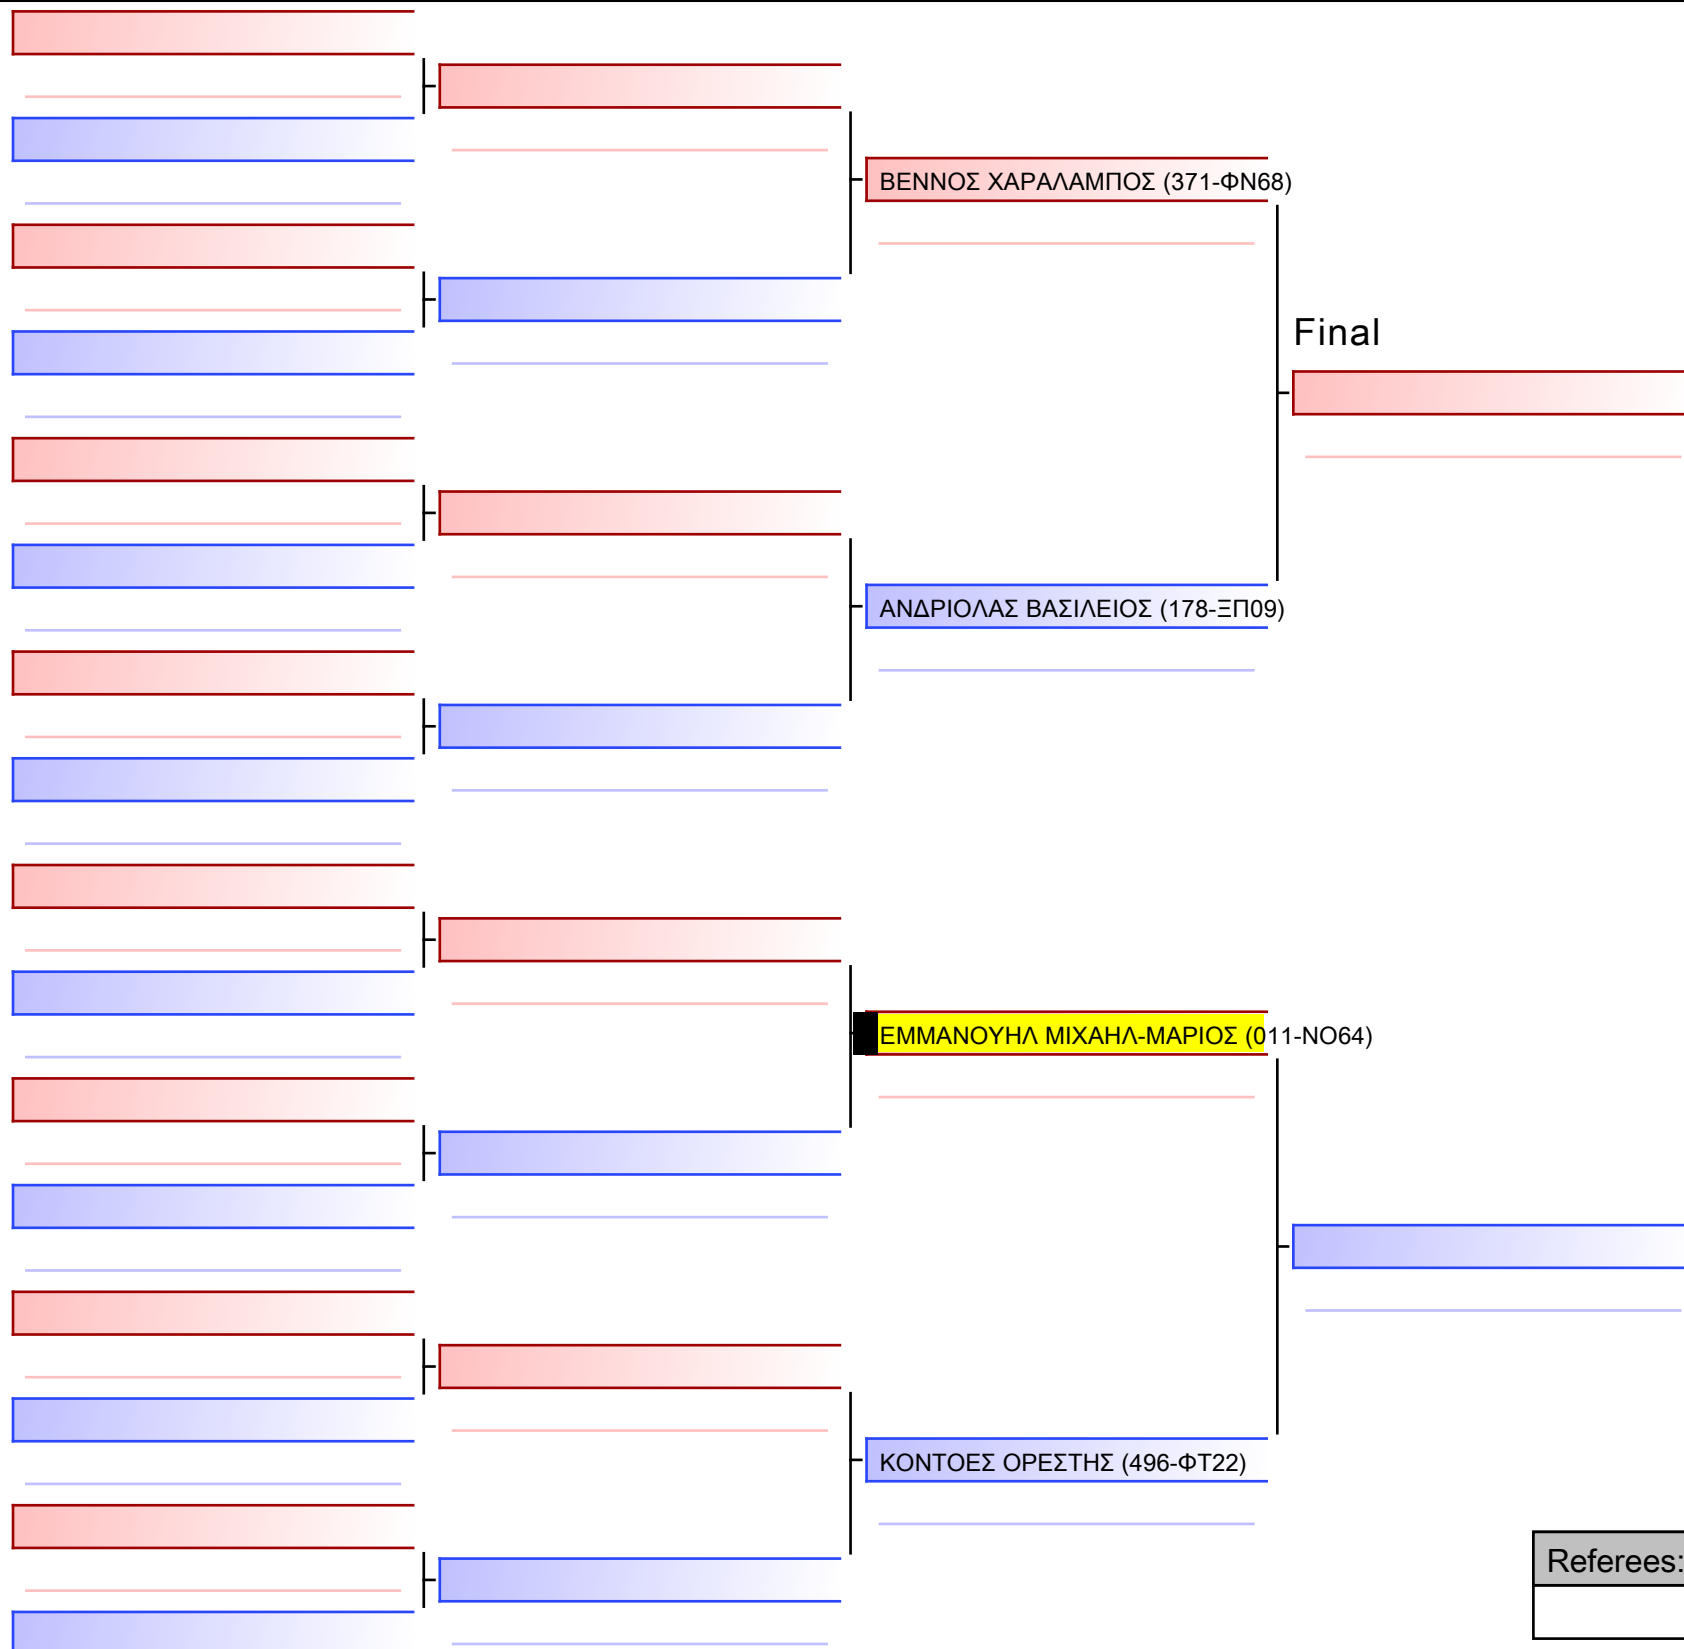 ΒΕΝΝΟΣ ΧΑΡΑΛΑΜΠΟΣ (371-ΦΝ68)
Final
ΑΝΔΡΙΟΛΑΣ ΒΑΣΙΛΕΙΟΣ (178-ΞΠ09)
ΕΜΜΑΝΟΥΗΛ ΜΙΧΑΗΛ-ΜΑΡΙΟΣ (011-ΝΟ64)
ΚΟΝΤΟΕΣ ΟΡΕΣΤΗΣ (496-ΦΤ22)
Referees: